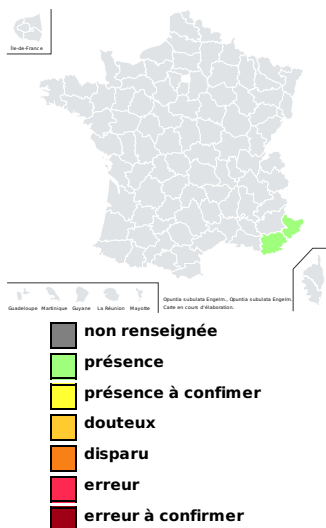 Île-de-France
Guadeloupe Martinique Guyane La Réunion Mayotte
Opuntia subulata Engelm., Opuntia subulata Engelm.
Carte en cours d'élaboration.
non renseignée
présence
présence à confimer
douteux
disparu
erreur
erreur à confirmer